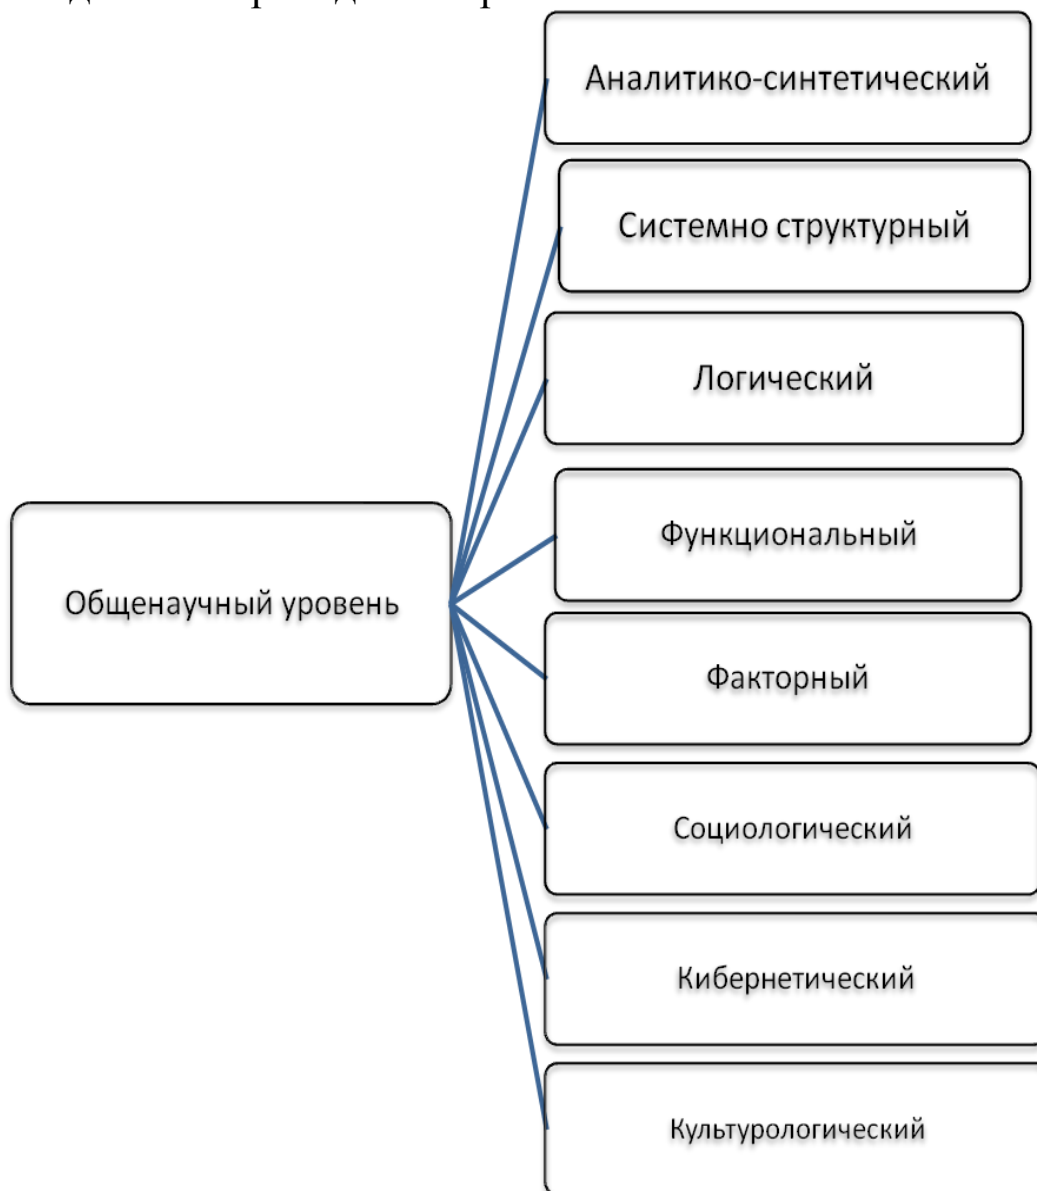 Аналитико-синтетический
Системно структурный
Логический
Функциональный
Общенаучный уровень
Факторный
Социологический
Кибернетический
Культурологический